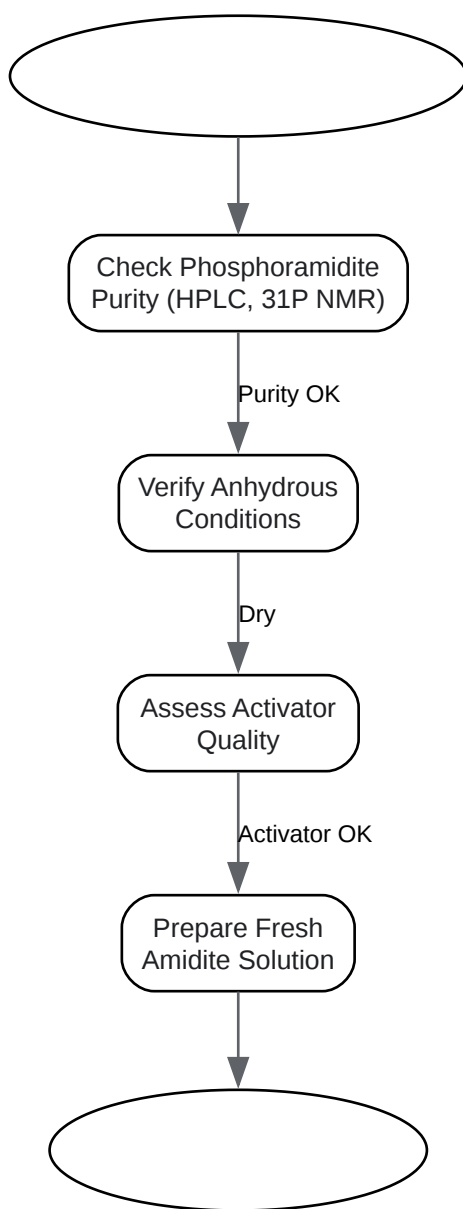 Check Phosphoramidite
Purity (HPLC, 31P NMR)
Purity OK
Verify Anhydrous
Conditions
Dry
Assess Activator
Quality
Activator OK
Prepare Fresh
Amidite Solution